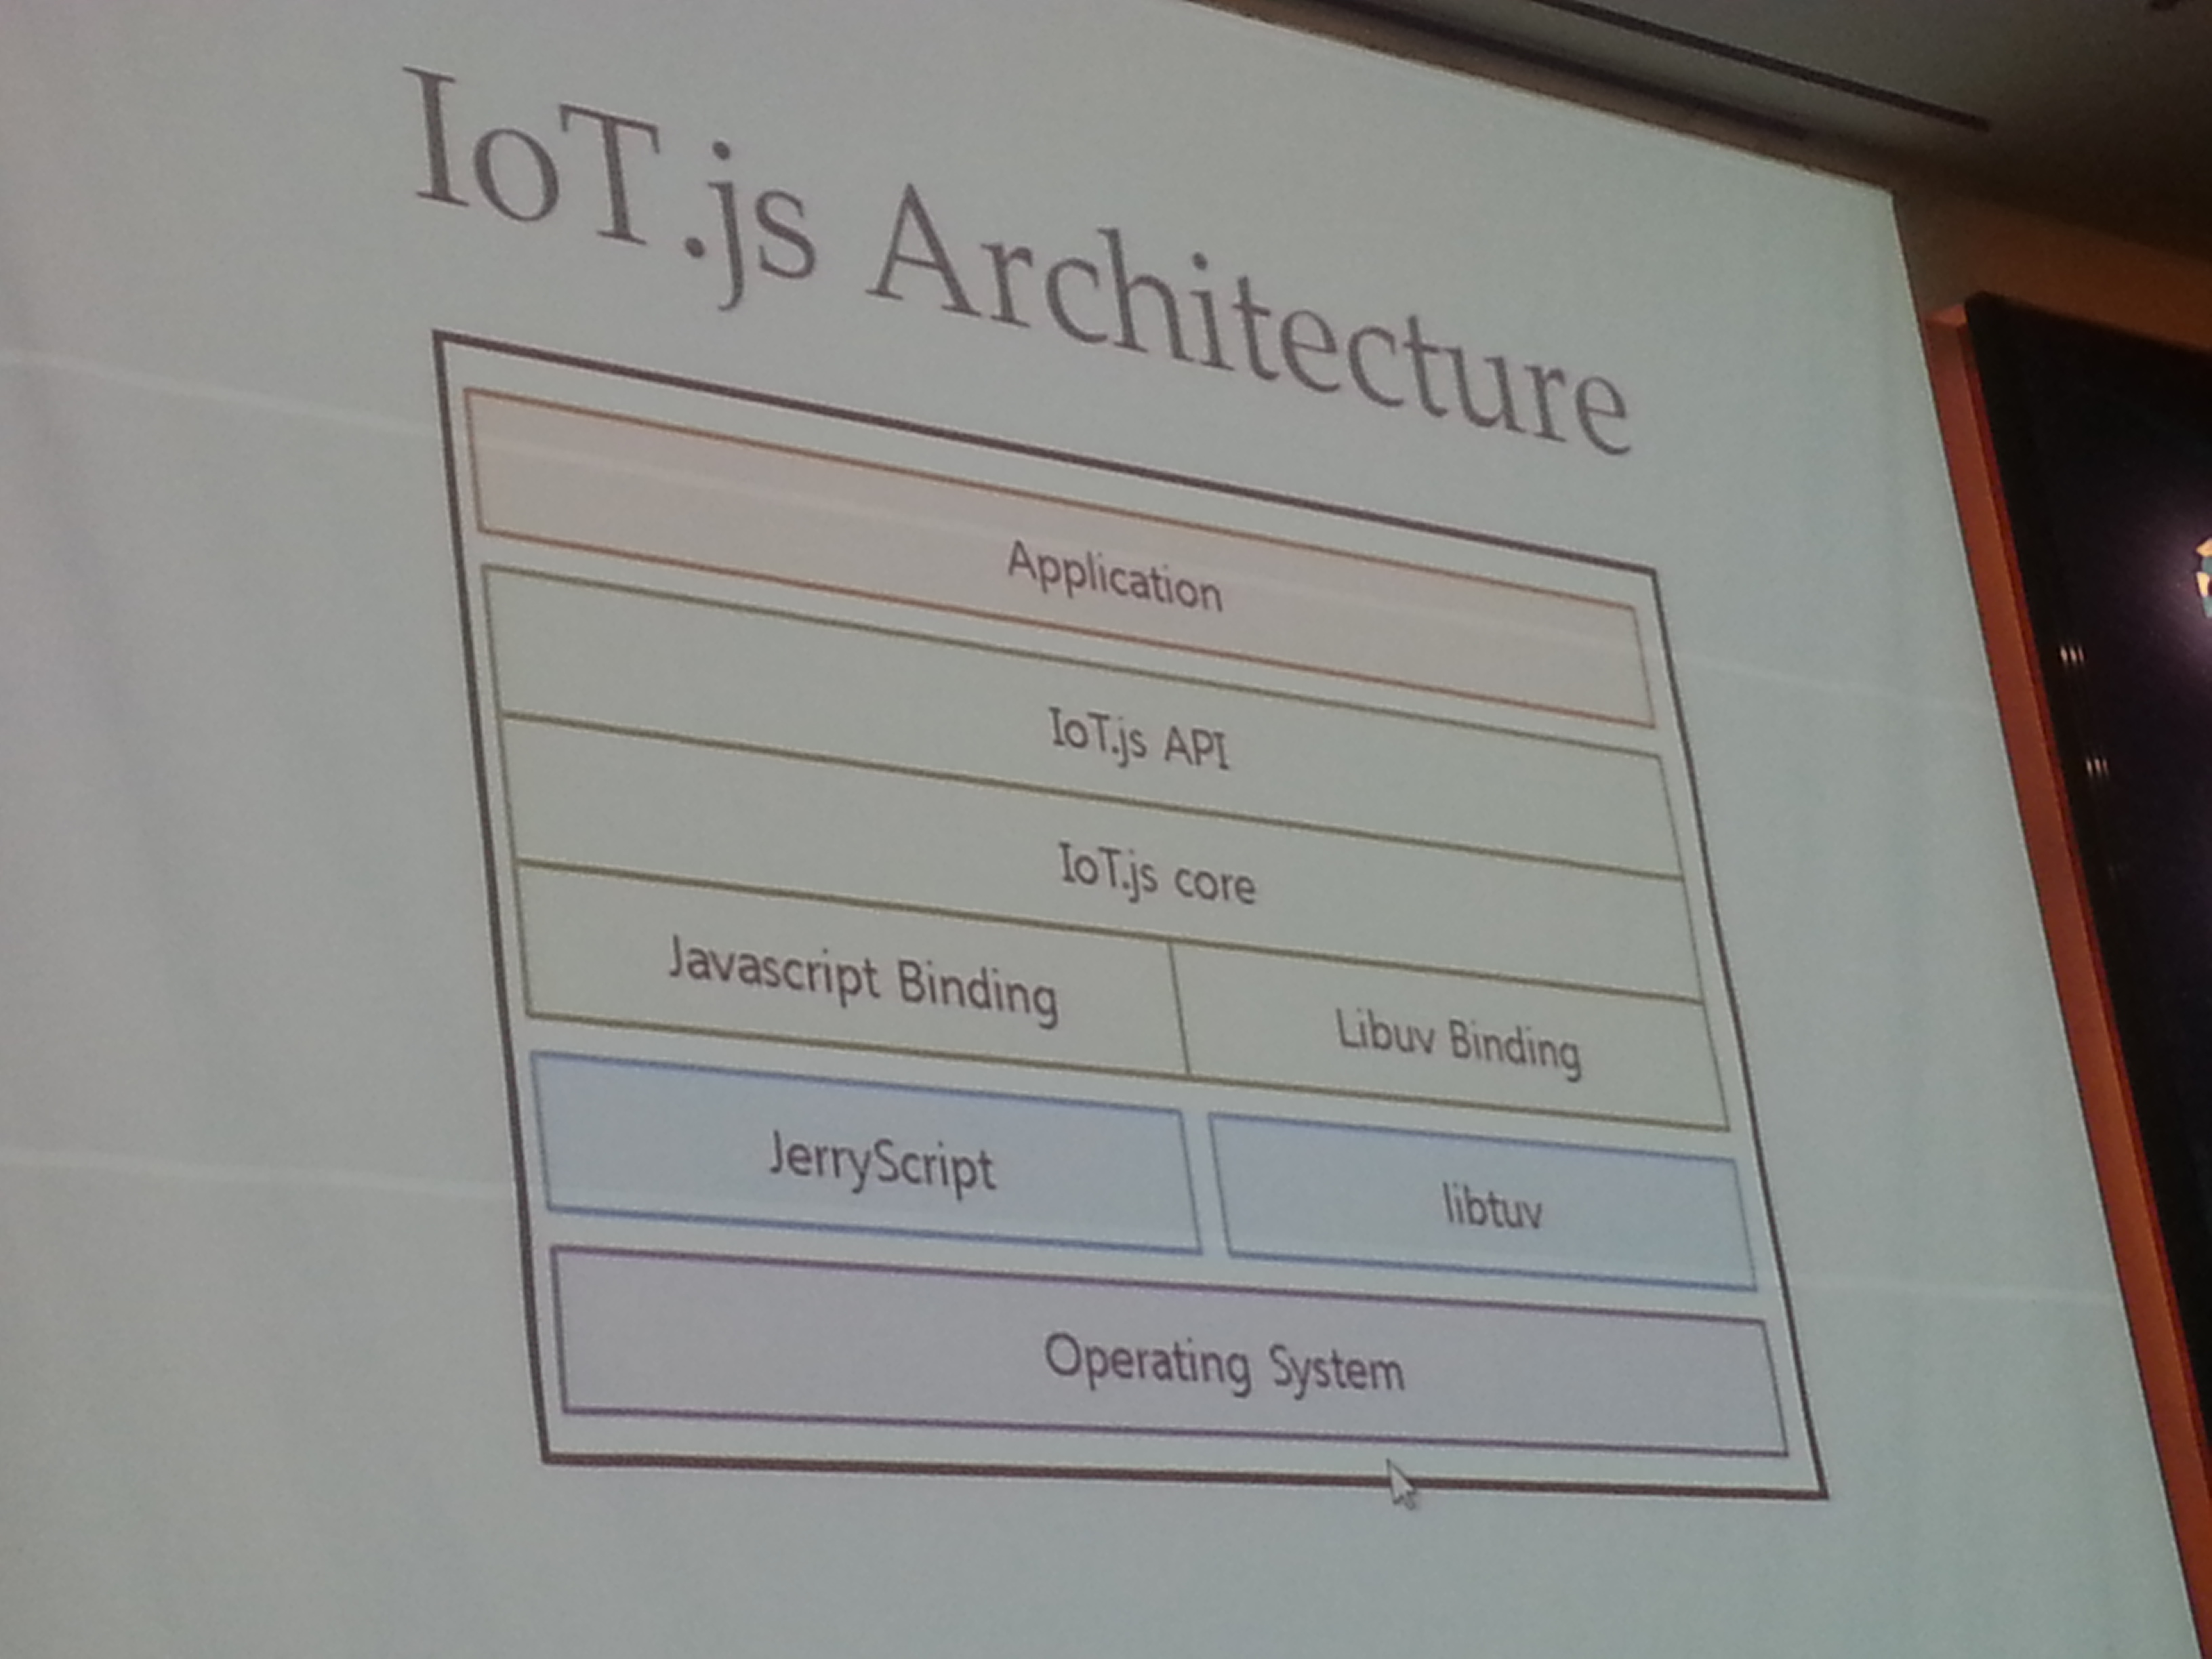 IoT.js Architecture
Application
IoT.js API
IoT.js core
Javascript Binding
Libuv Binding
JerryScript
libtuv
Operating System